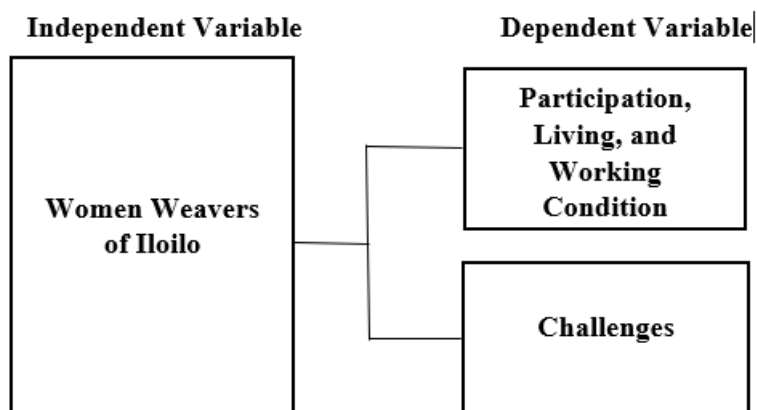 Independent Variable
Dependent Variable
Women Weavers
of Iloilo
Participation,
Living, and
Working
Condition
Challenges